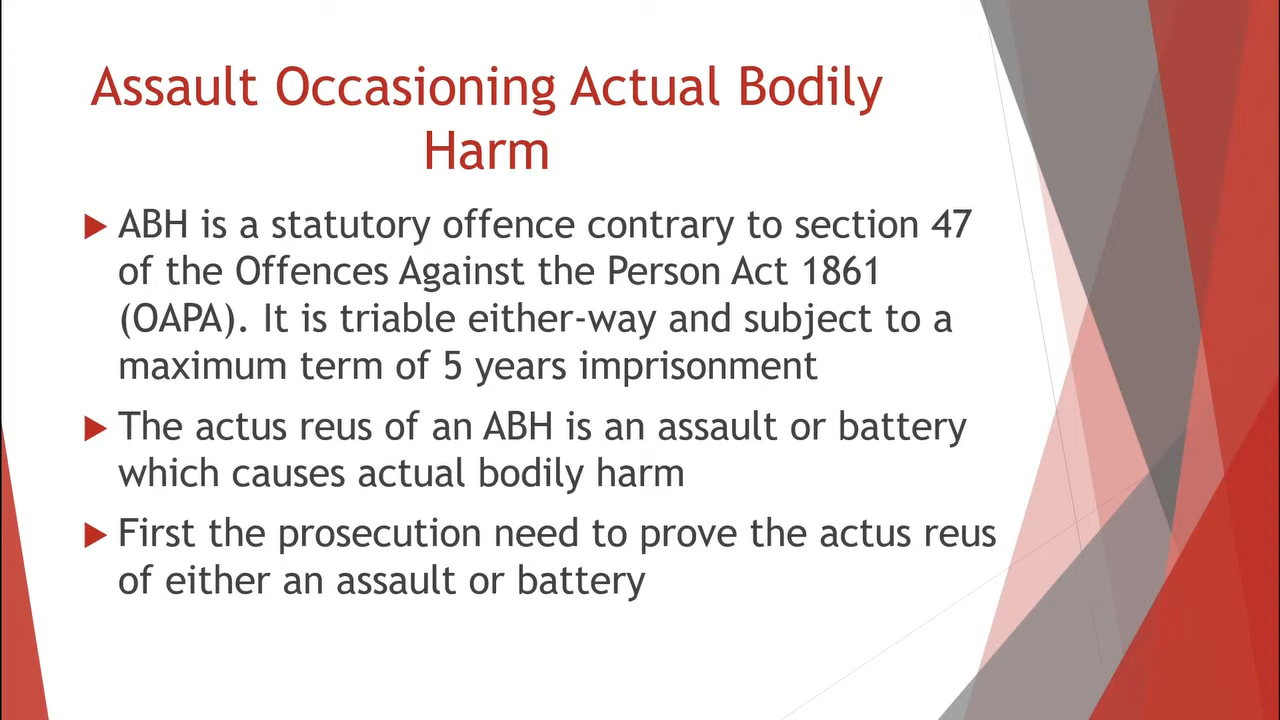 Assault Occasioning Actual Bodily
Harm
ABH is a statutory offence contrary to section 47
of the Offences Against the Person Act 1861
(OAPA). It is triable either-way and subject to a
maximum term of 5 years imprisonment
The actus reus of an ABH is an assault or battery
which causes actual bodily harm
First the prosecution need to prove the actus reus
of either an assault or battery